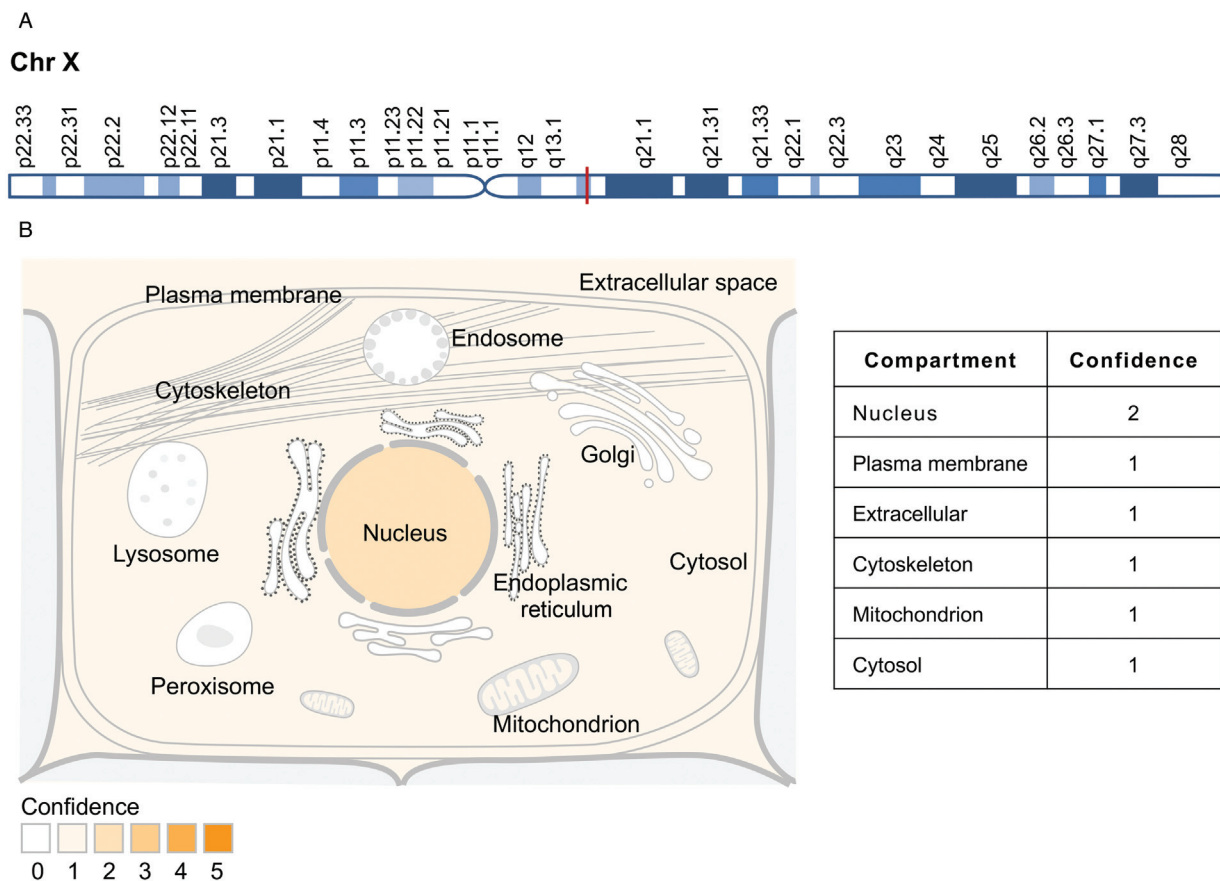 A
Chr X
p22.33 p22.31 p22.2 p22.12 p22.11 p21.3 p21.1 p11.4 p11.3 p11.23 p11.22 p11.21 p11.1 q11.1 q12 q13.1 q21.1 q21.31 q21.33 q22.1 q22.3 q23 q24 q25 q26.2 q26.3 q27.1 q27.3 q28
B
Extracellular space
Plasma membrane
Endosome
Cytoskeleton
Golgi
Nucleus
Lysosome
Cytosol
Endoplasmic
reticulum
Peroxisome
Mitochondrion
Compartment Confidence
Nucleus 2
Plasma membrane 1
Extracellular 1
Cytoskeleton 1
Mitochondrion 1
Cytosol 1
Confidence
0 1 2 3 4 5